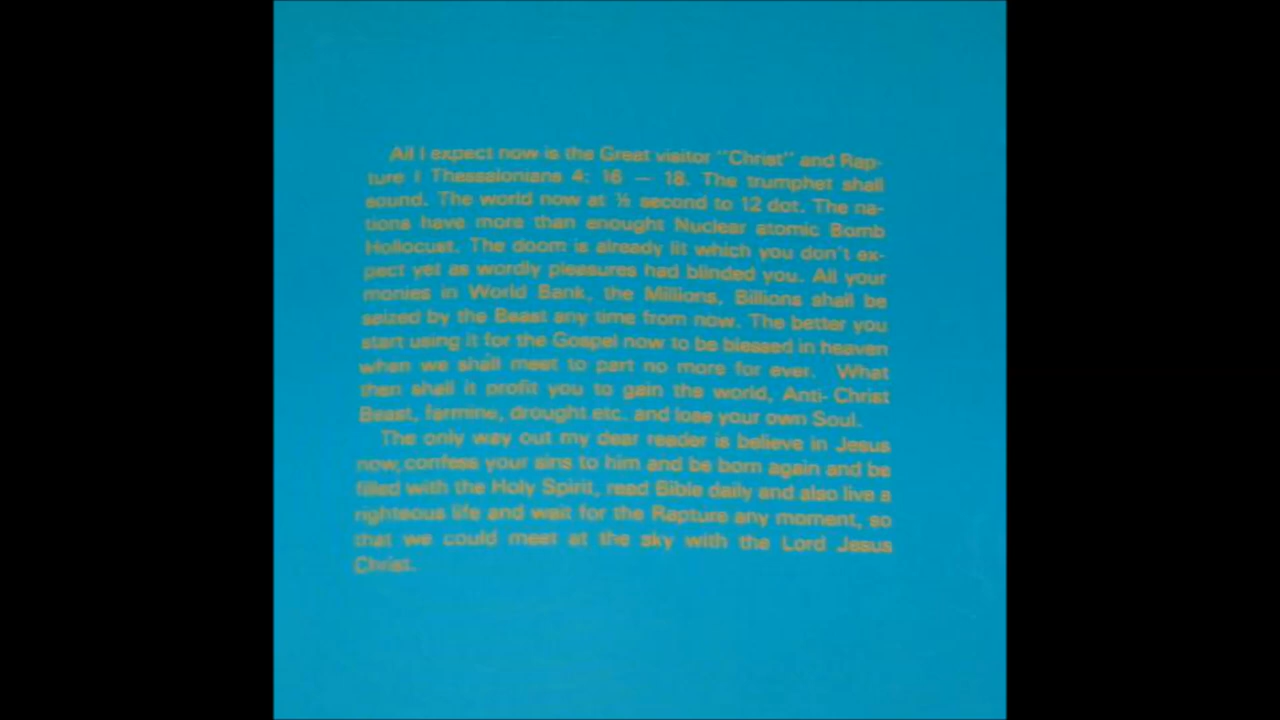 All I expect now is the Great visitor "Christ" and Rap-
ture I Thessalonians 4: 16 — 18. The trumphet shall
sound. The world now at ½ second to 12 dot. The na-
tions have more than enought Nuclear atomic Bomb
Hollocust. The doom is already lit which you don't ex-
pect yet as wordly pleasures had blinded you. All your
monies in World Bank, the Millions, Billions shall be
seized by the Beast any time from now. The better you
start using it for the Gospel now to be blessed in heaven
when we shall meet to part no more for ever. What
then shall it profit you to gain the world, Anti- Christ
Beast, farmine, drought etc. and lose your own Soul.
The only way out my dear reader is believe in Jesus
now, confess your sins to him and be born again and be
filled with the Holy Spirit, read Bible daily and also live a
righteous life and wait for the Rapture any moment, so
that we could meet at the sky with the Lord Jesus
Christ.